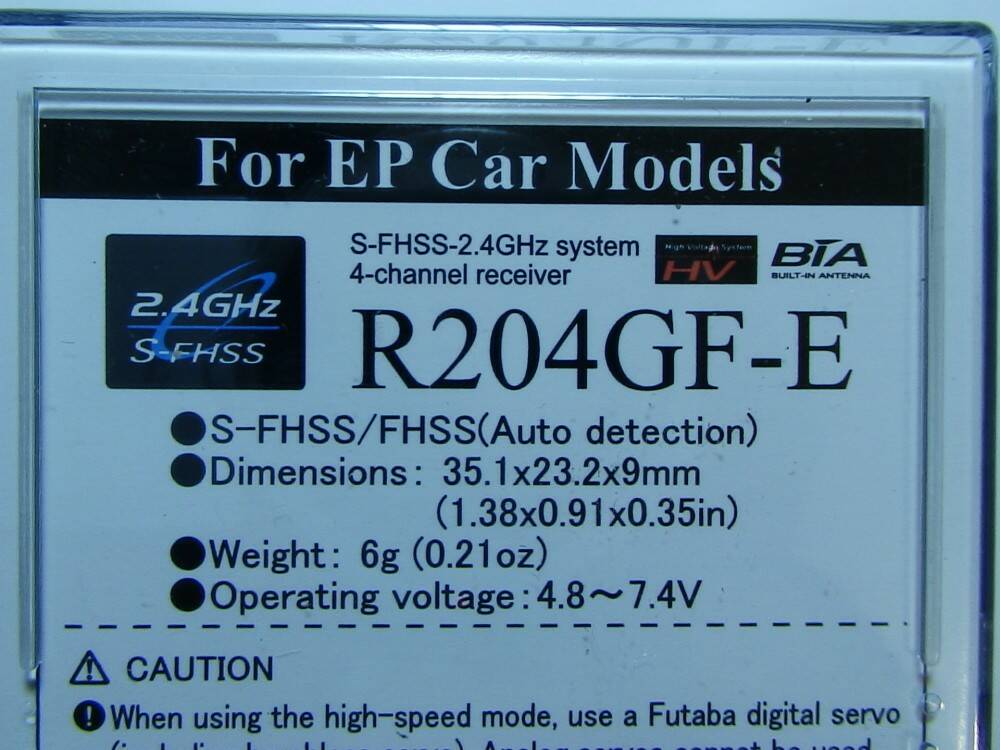 For EP Car Models
S-FHSS-2.4GHz system
4-channel receiver
High Voltage System
HV
BIA
BUILT-IN ANTENNA
2.4GHz
S-FHSS
R204GF-E
●S-FHSS/FHSS(Auto detection)
●Dimensions: 35.1x23.2x9mm
(1.38x0.91x0.35in)
●Weight: 6g (0.21oz)
●Operating voltage:4.8~7.4V
CAUTION
When using the high-speed mode, use a Futaba digital servo